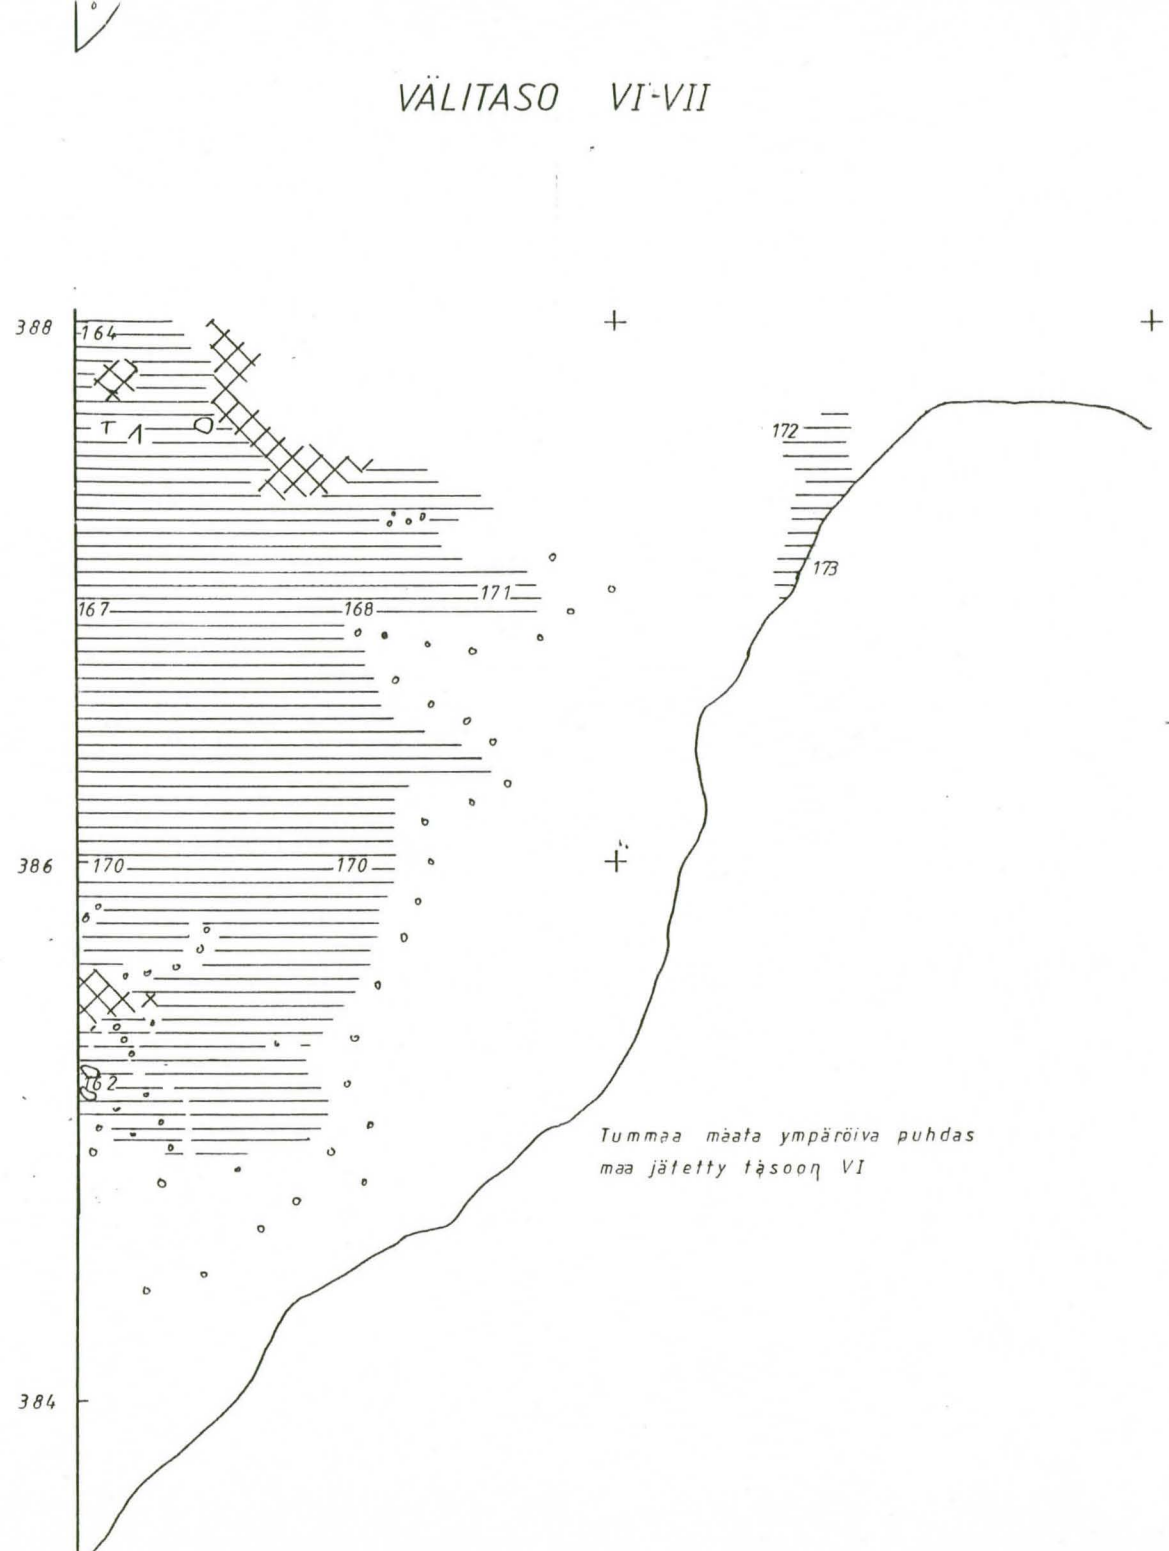 VÄLITASO VI-VII
388
164
T 1
172
173
171
167 168
386
170 170
162
Tummaa maata ympäröivä puhdas
maa jätetty tasoon VI
384